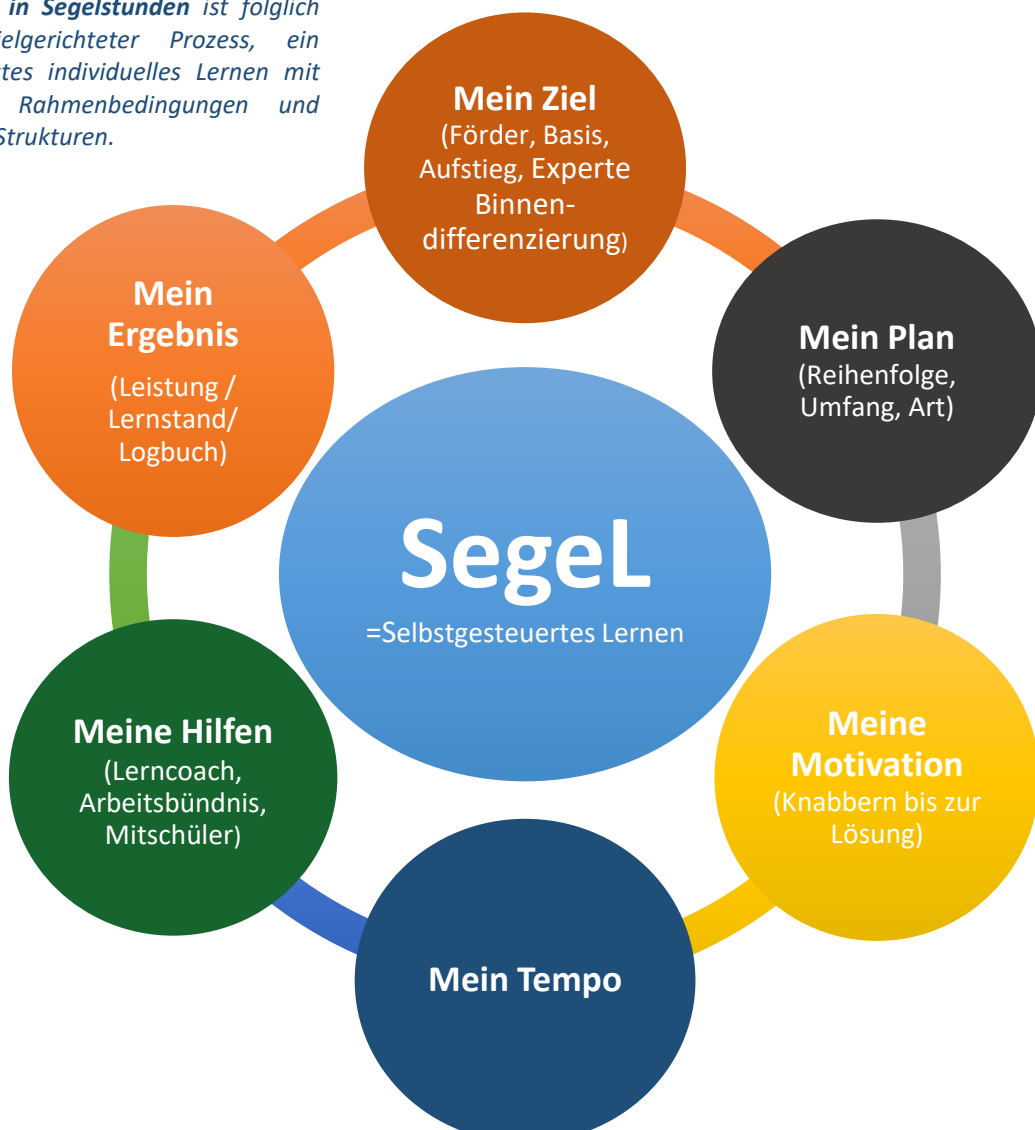 in Segelstunden ist folglich
Prozess, ein
individuelles Lernen mit
Rahmenbedingungen und
Strukturen.
Mein Ziel
(Förder, Basis,
Aufstieg, Experte
Binnen-
differenzierung)
Mein
Ergebnis
(Leistung /
Lernstand/
Logbuch)
Mein Plan
(Reihenfolge,
Umfang, Art)
SegeL
=Selbstgesteuertes Lernen
Meine Hilfen
(Lerncoach,
Arbeitsbündnis,
Mitschüler)
Meine
Motivation
(Knabbern bis zur
Lösung)
Mein Tempo